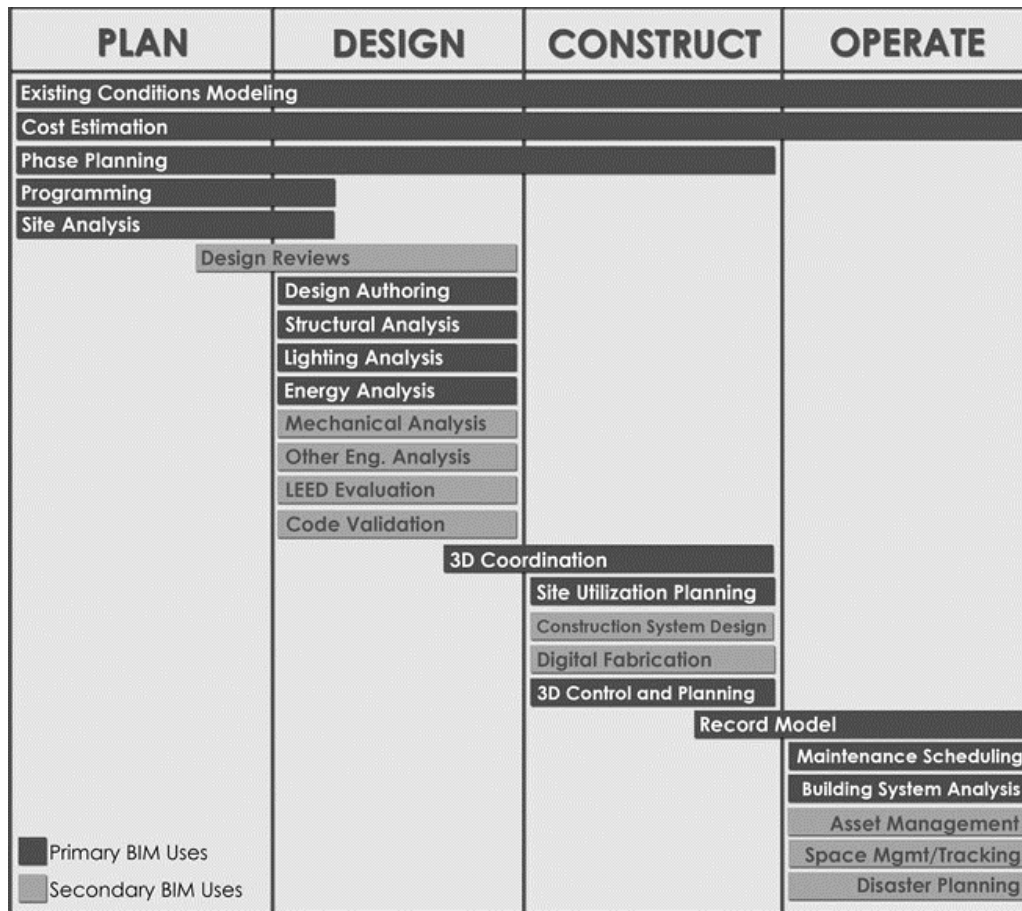 PLAN DESIGN CONSTRUCT OPERATE
Existing Conditions Modeling
Cost Estimation
Phase Planning
Programming
Site Analysis
Design Reviews
Design Authoring
Structural Analysis
Lighting Analysis
Energy Analysis
Mechanical Analysis
Other Eng. Analysis
LEED Evaluation
Code Validation
3D Coordination
Site Utilization Planning
Construction System Design
Digital Fabrication
3D Control and Planning
Record Model
Maintenance Scheduling
Building System Analysis
Asset Management
Space Mgmt/Tracking
Disaster Planning
Primary BIM Uses
Secondary BIM Uses